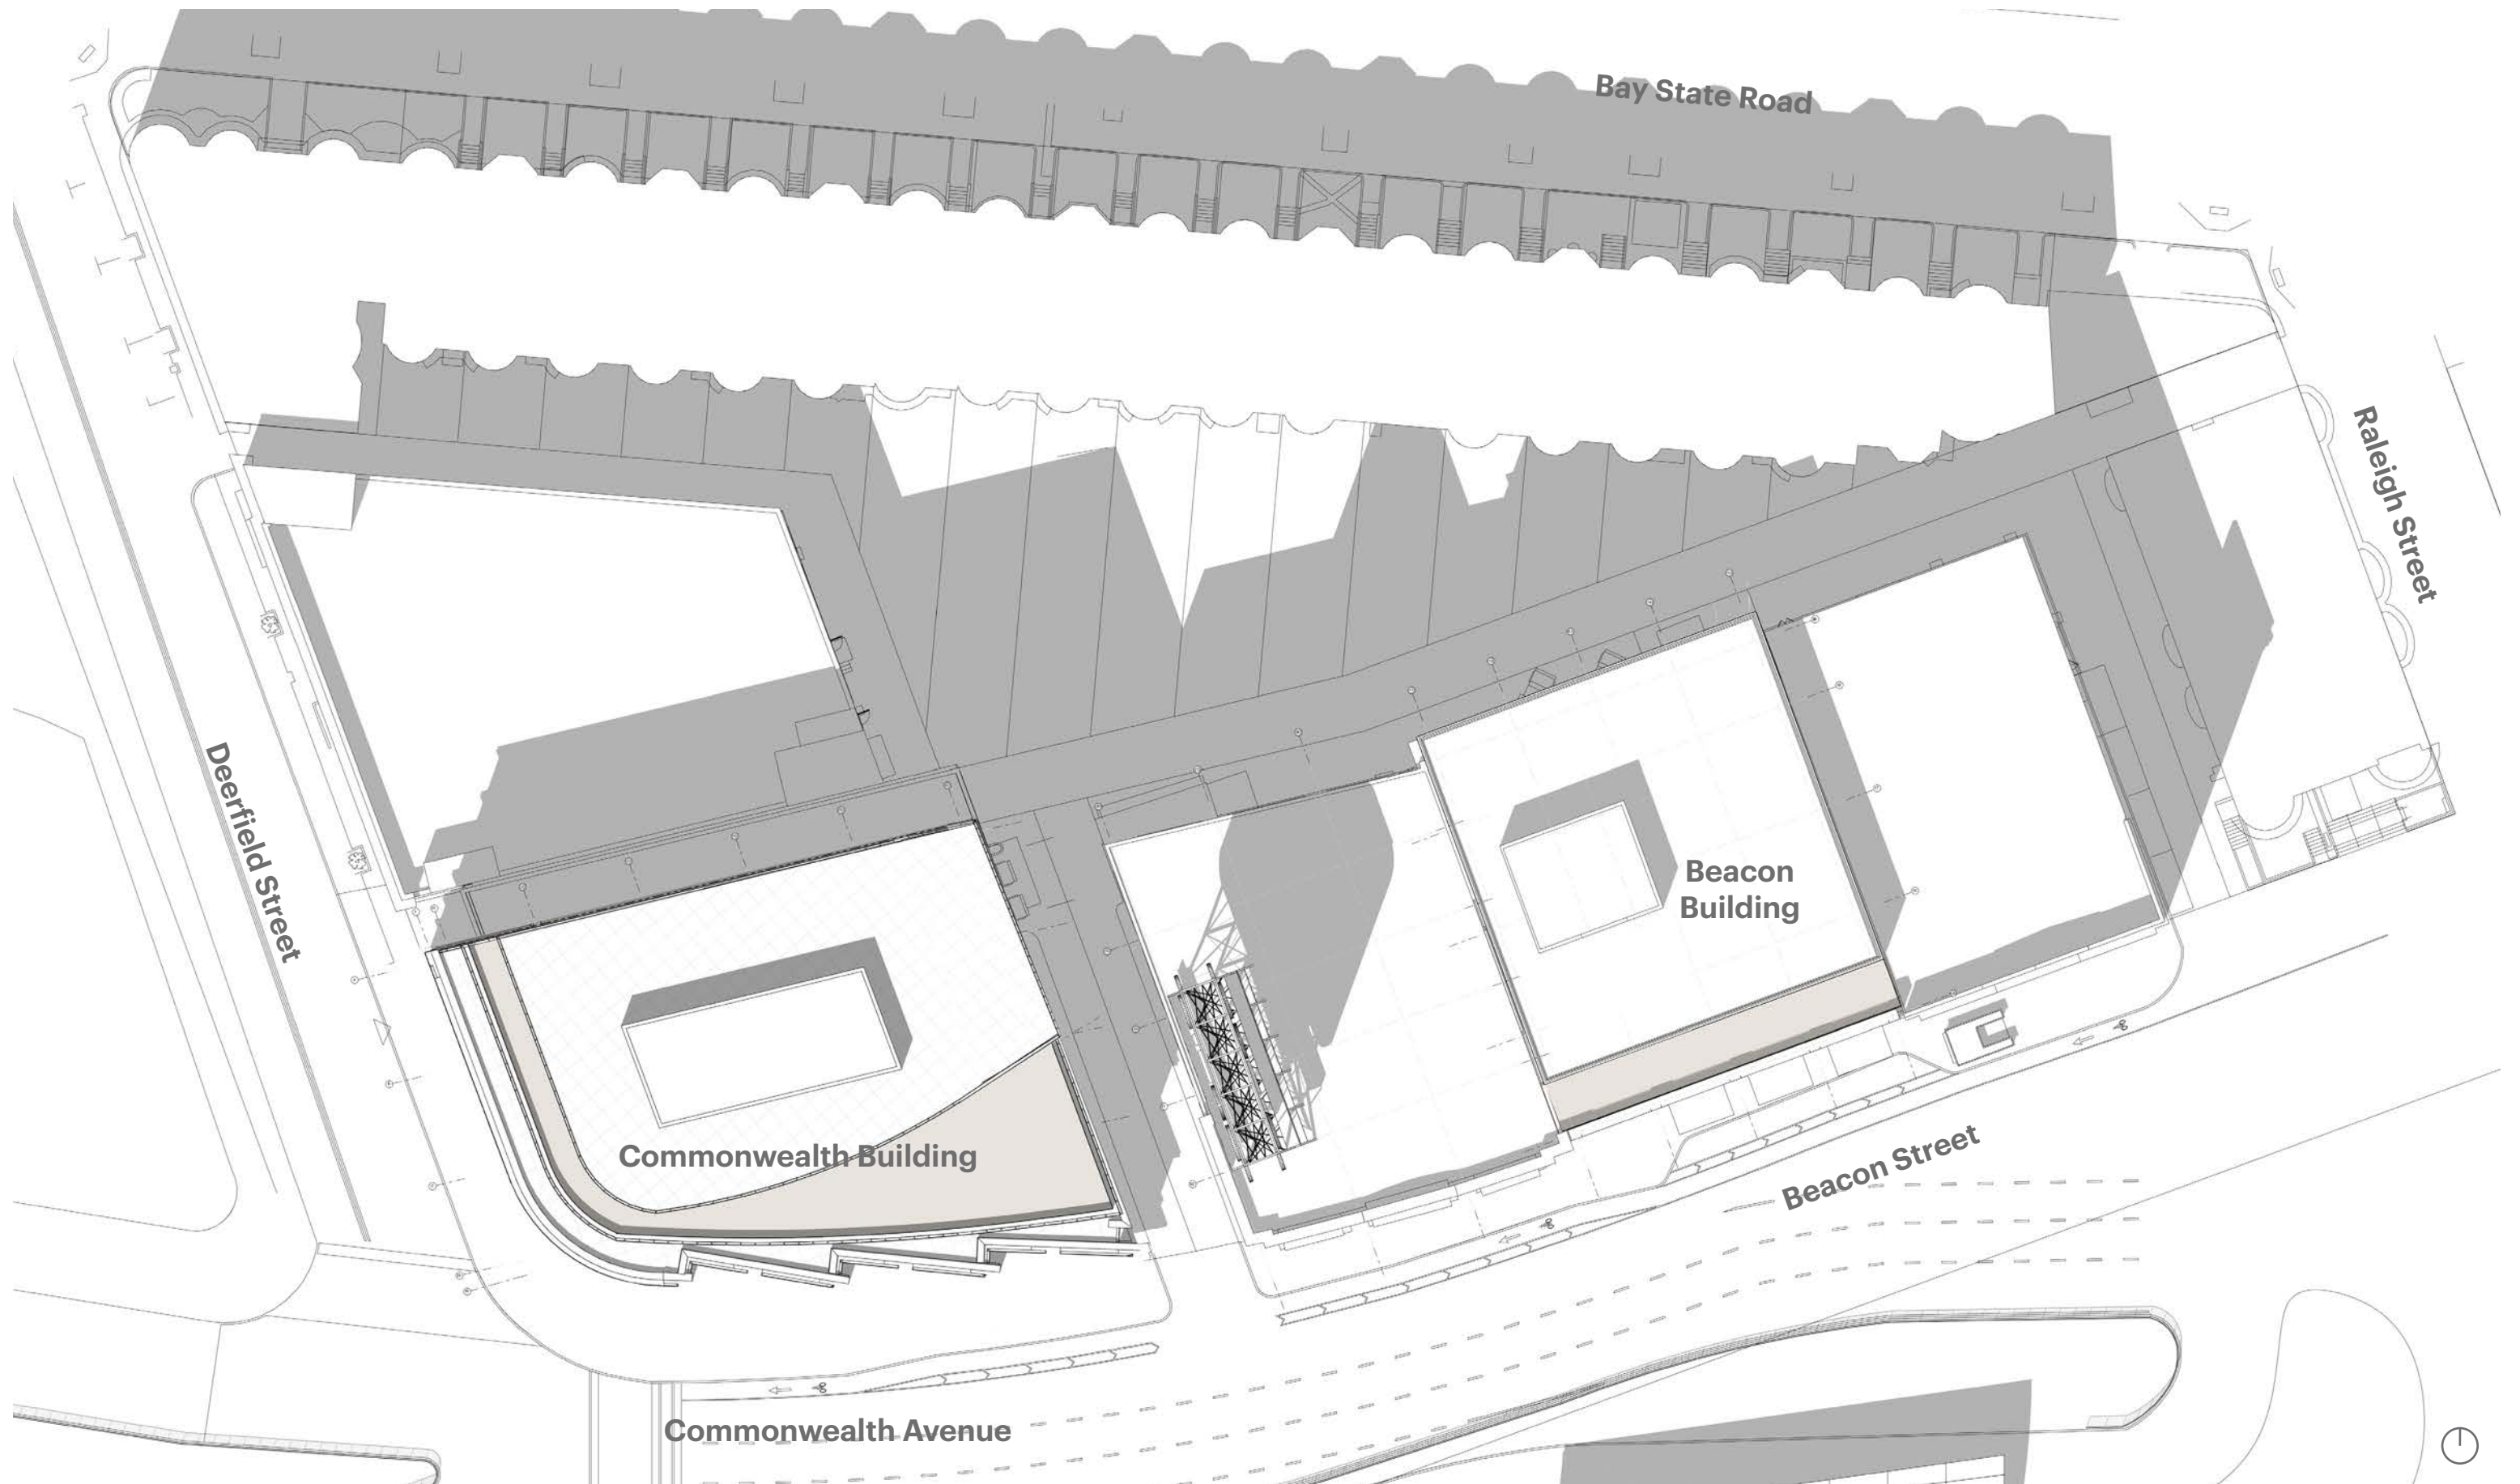 Bay State Road
Raleigh Street
Deerfield Street
Beacon
Building
Commonwealth Building
Beacon Street
Commonwealth Avenue